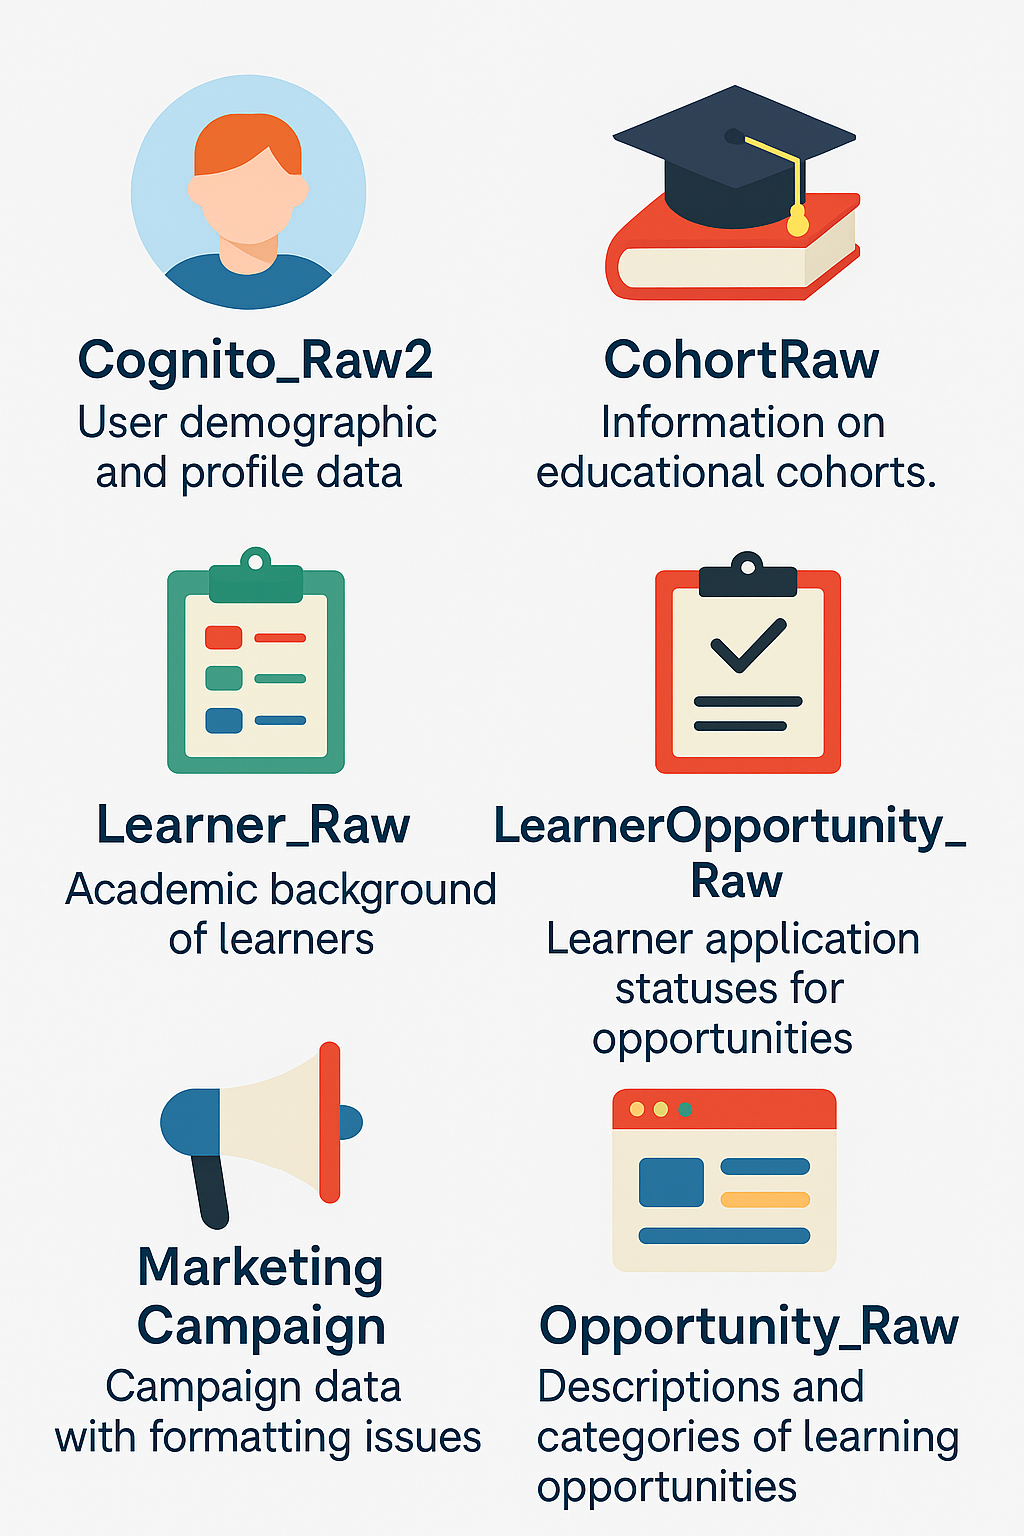 Cognito_Raw2
User demographic
and profile data
CohortRaw
Information on
educational cohorts.
Learner_Raw
Academic background
of learners
LearnerOpportunity_
Raw
Learner application
statuses for
opportunities
Marketing
Campaign
Campaign data
with formatting issues
Opportunity_Raw
Descriptions and
categories of learning
opportunities